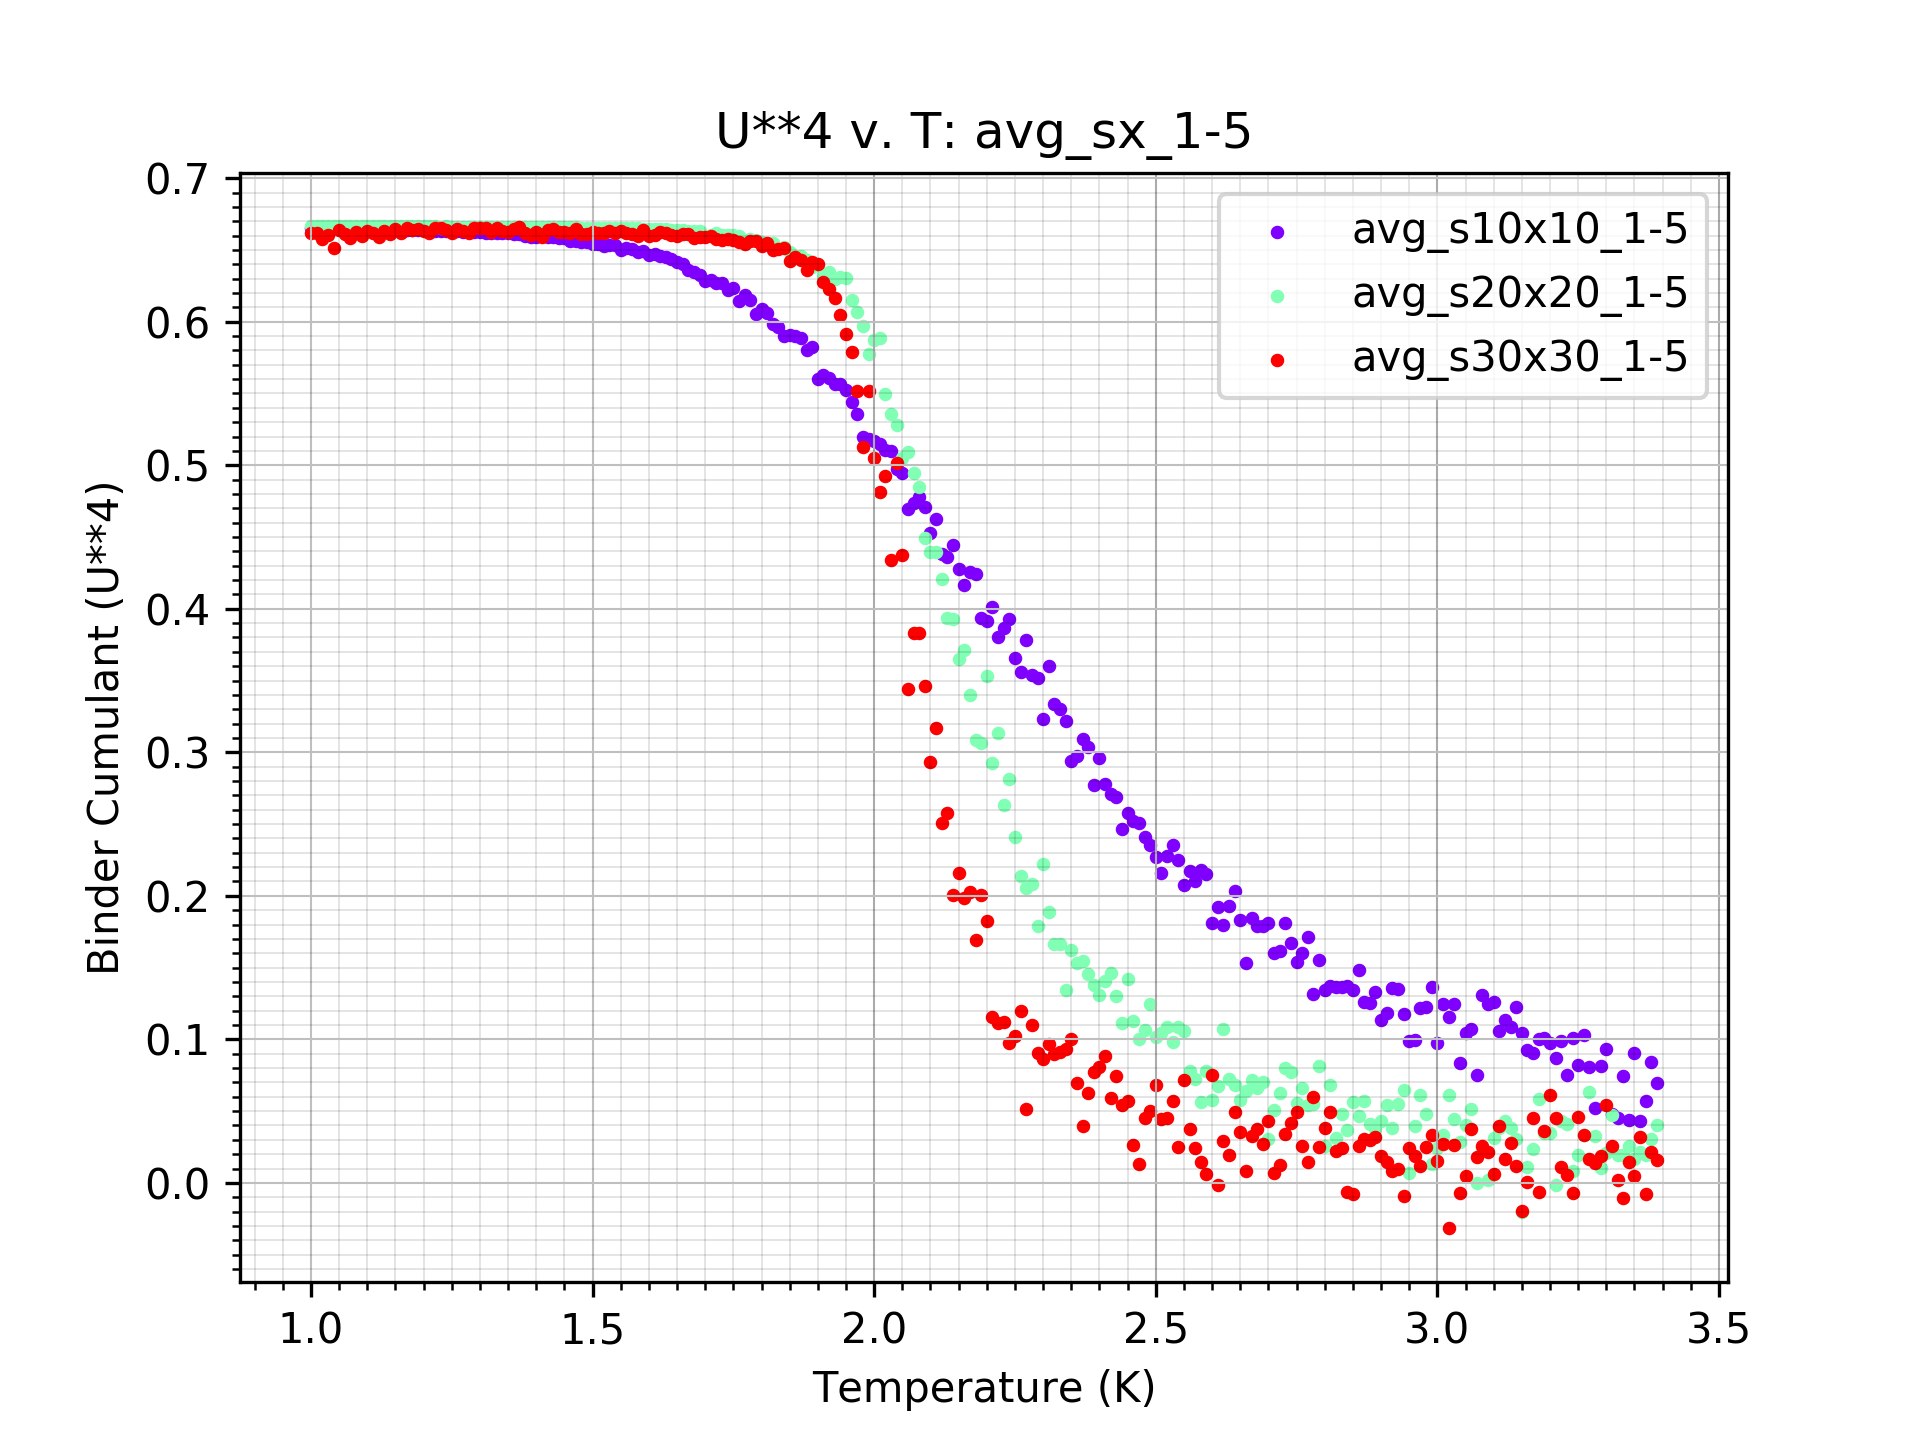 U**4 v. T: avg_sx_1-5
avg_s10x10_1-5
avg_s20x20_1-5
avg_s30x30_1-5
Binder Cumulant (U**4)
0.7
0.6
0.5
0.4
0.3
0.2
0.1
0.0
1.0 1.5 2.0 2.5 3.0 3.5
Temperature (K)